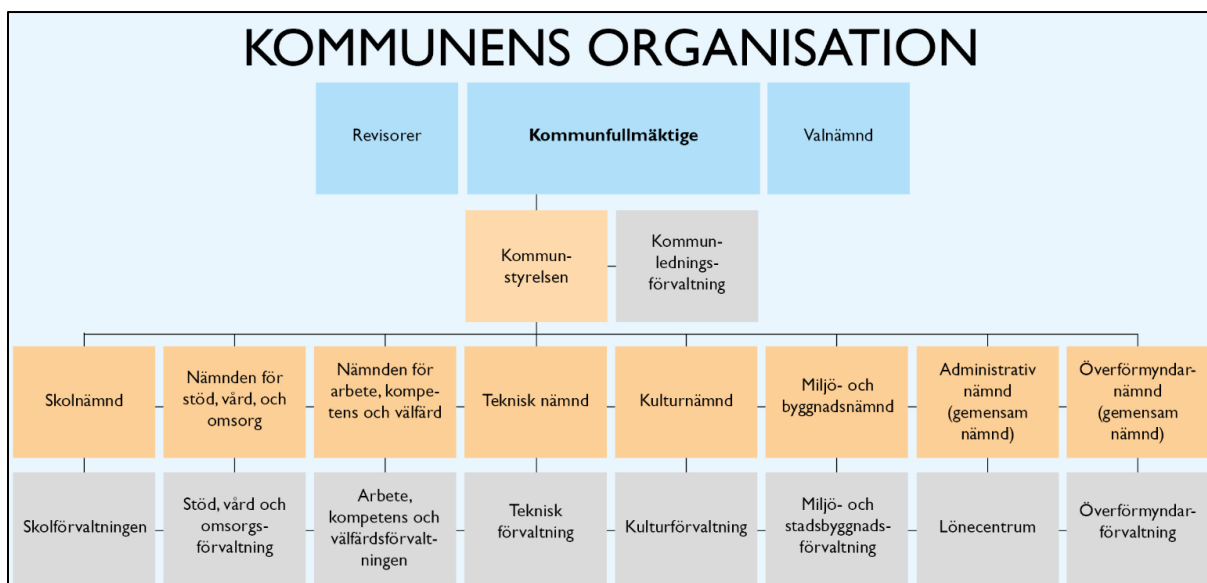 KOMMUNENS ORGANISATION
Revisorer
Kommunfullmäktige
Valnämnd
Kommun-
styrelsen
Kommun-
lednings-
förvaltning
Skolnämnd
Nämnden för
stöd, vård, och
omsorg
Nämnden för
arbete, kompe-
tens och välfärd
Teknisk nämnd
Kulturnämnd
Miljö- och
byggnadsnämnd
Administrativ
nämnd
(gemensam
nämnd)
Överförmyndar-
nämnd
(gemensam
nämnd)
Skolförvaltningen
Stöd, vård och
omsorgs-
förvaltning
Arbete,
kompetens och
välfärdsförvalt-
ningen
Teknisk
förvaltning
Kulturförvaltning
Miljö- och
stadsbyggnads-
förvaltning
Lönecentrum
Överförmyndar-
förvaltning